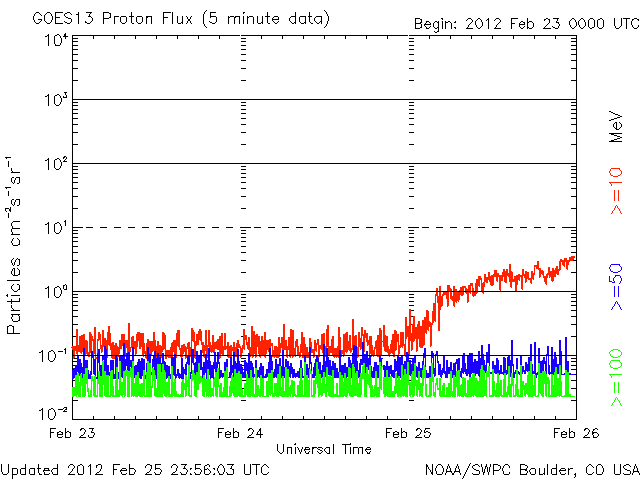 GOES13 Proton Flux (5 minute data)
Begin: 2012 Feb 23 0000 UTC
10⁴
10³
10²
10¹
10⁰
10⁻¹
10⁻²
Particles cm⁻²s⁻¹sr⁻¹
MeV
>=10
>=50
>=100
Feb 23
Feb 24
Feb 25
Feb 26
Universal Time
Updated 2012 Feb 25 23:56:03 UTC
NOAA/SWPC Boulder, CO USA